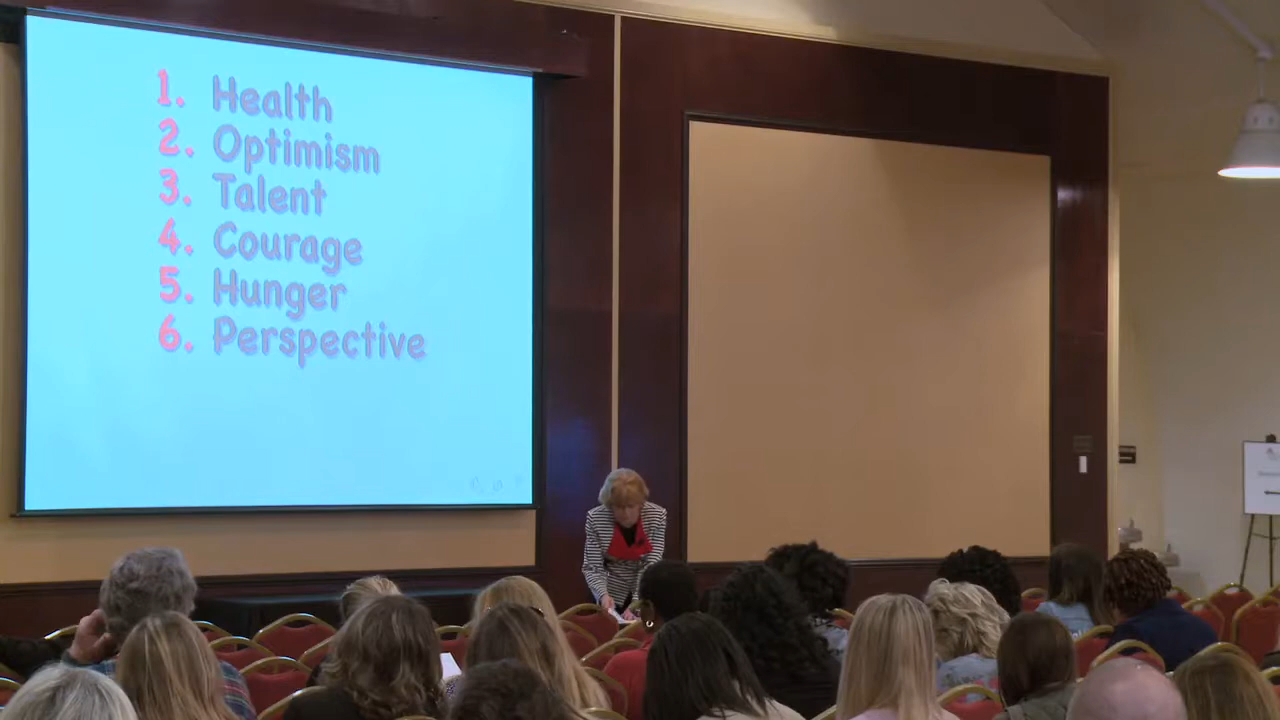 1. Health
2. Optimism
3. Talent
4. Courage
5. Hunger
6. Perspective